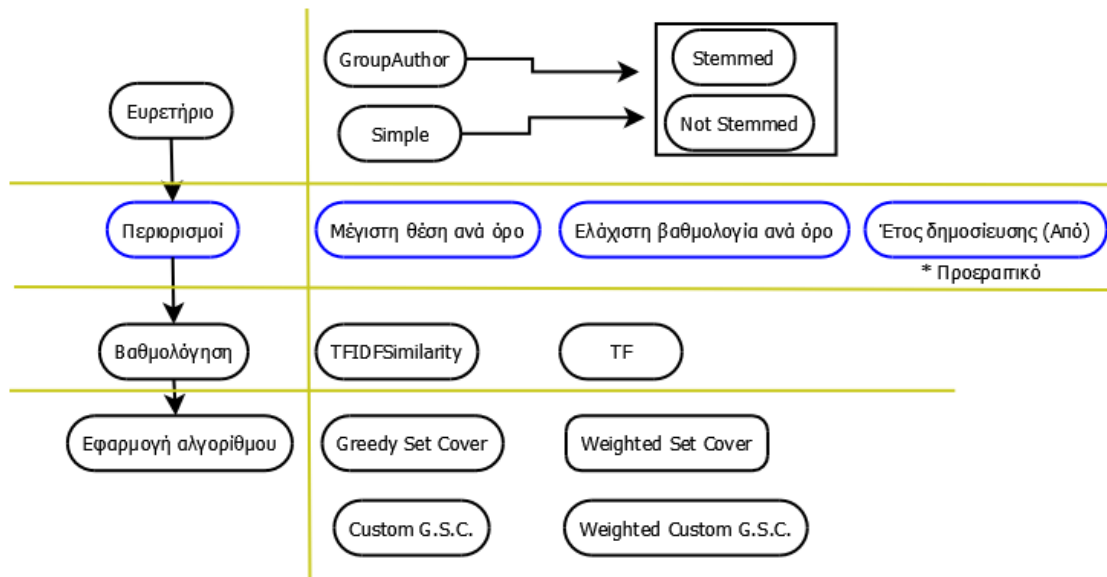 GroupAuthor
Stemmed
Ευρετήριο
Simple
Not Stemmed
Περιορισμοί
Μέγιστη θέση ανά όρο
Ελάχιστη βαθμολογία ανά όρο
Έτος δημοσίευσης (Από)
* Προεραιτικό
Βαθμολόγηση
TFIDFSimilarity
TF
Εφαρμογή αλγορίθμου
Greedy Set Cover
Weighted Set Cover
Custom G.S.C.
Weighted Custom G.S.C.